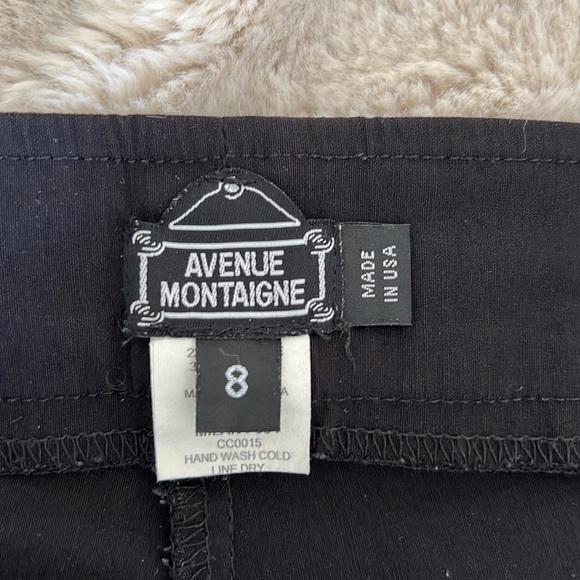 AVENUE
MONTAIGNE
MADE
IN USA
8
CC0015
HAND WASH COLD
LINE DRY